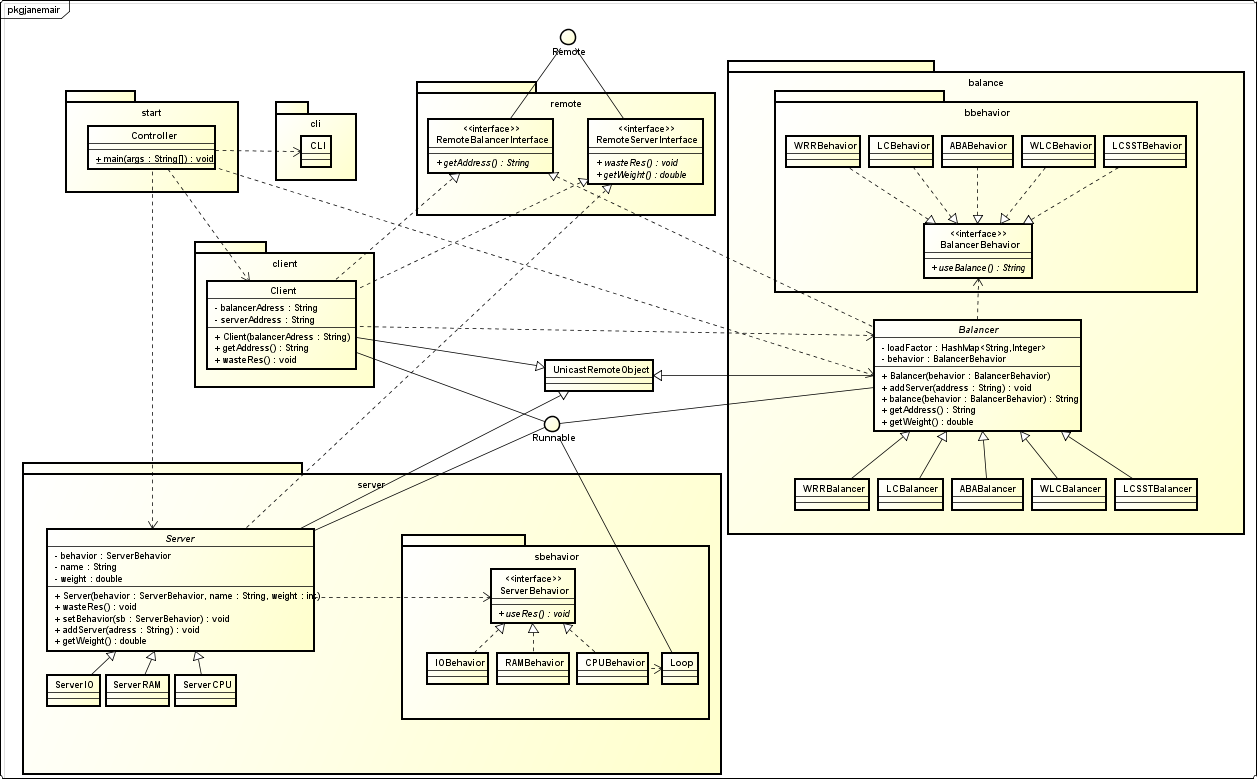 pkgjanemair
Remote
start
Controller
+ main(args : String[]) : void
cli
CLI
remote
<<interface>>
RemoteBalancerInterface
+ getAddress() : String
<<interface>>
RemoteServerInterface
+ wasteRes() : void
+ getWeight() : double
balance
bbehavior
WRRBehavior
LCBehavior
ABABehavior
WLCBehavior
LCSSTBehavior
<<interface>>
BalancerBehavior
+ useBalance() : String
client
Client
- balancerAdress : String
- serverAddress : String
+ Client(balancerAdress : String)
+ getAddress() : String
+ wasteRes() : void
UnicastRemoteObject
Runnable
Balancer
- loadFactor : HashMap<String,Integer>
- behavior : BalancerBehavior
+ Balancer(behavior : BalancerBehavior)
+ addServer(address : String) : void
+ balance(behavior : BalancerBehavior) : String
+ getAddress() : String
+ getWeight() : double
WRRBalancer
LCBalancer
ABABalancer
WLCBalancer
LCSSTBalancer
server
Server
- behavior : ServerBehavior
- name : String
- weight : double
+ Server(behavior : ServerBehavior, name : String, weight : int)
+ wasteRes() : void
+ setBehavior(sb : ServerBehavior) : void
+ addServer(adress : String) : void
+ getWeight() : double
ServerIO
ServerRAM
ServerCPU
sbehavior
<<interface>>
ServerBehavior
+ useRes() : void
IOBehavior
RAMBehavior
CPUBehavior
Loop